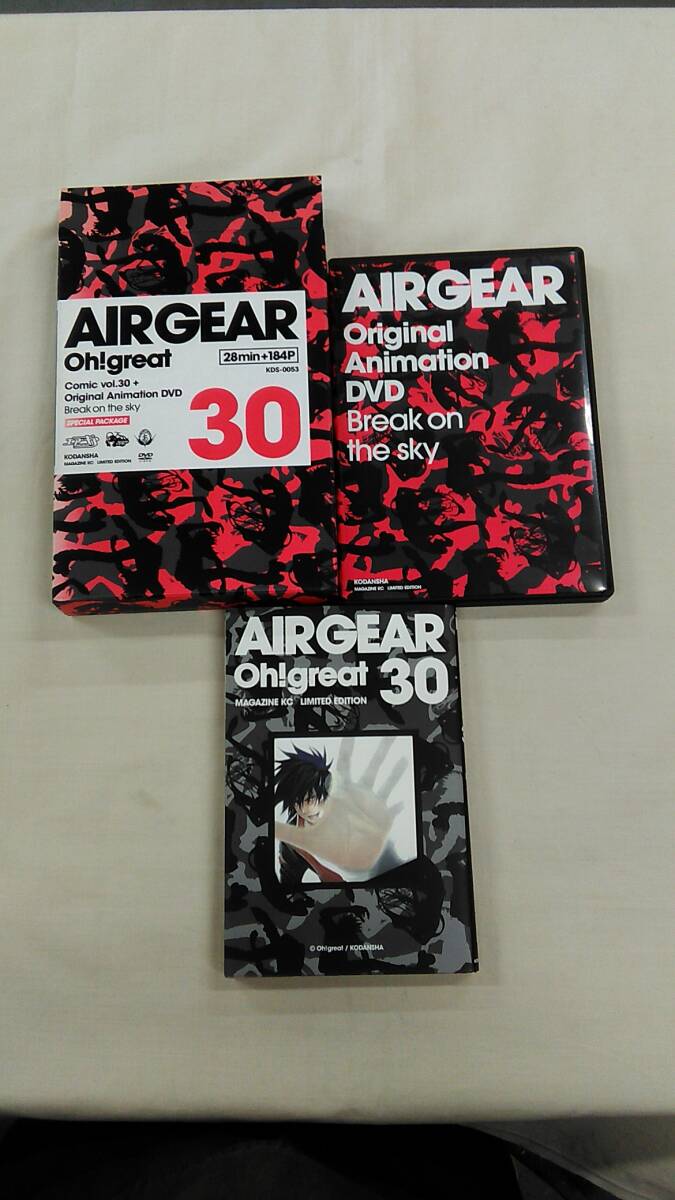 AIRGEAR
Oh!great
28min+184P
KDS-0053
Comic vol.30 +
Original Animation DVD
Break on the sky
SPECIAL PACKAGE
30
KODANSHA
MAGAZINE KC LIMITED EDITION
DVD
AIRGEAR
Original
Animation
DVD
Break on
the sky
KODANSHA
MAGAZINE KC LIMITED EDITION
AIRGEAR
Oh!great 30
MAGAZINE KC LIMITED EDITION
© Oh!great / KODANSHA